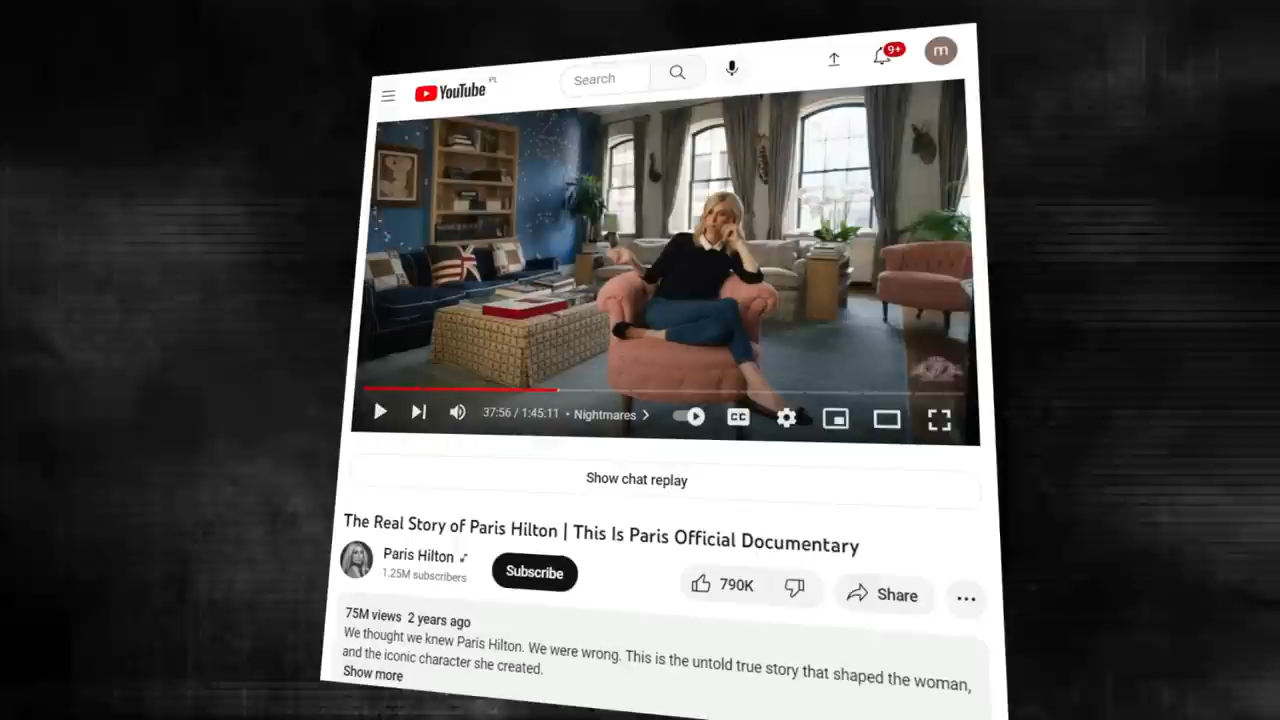 YouTube PL
Search
9+
m
37:56 / 1:45:11 • Nightmares >
CC
Show chat replay
The Real Story of Paris Hilton | This Is Paris Official Documentary
Paris Hilton
1.25M subscribers
Subscribe
790K
Share
75M views 2 years ago
We thought we knew Paris Hilton. We were wrong. This is the untold true story that shaped the woman,
and the iconic character she created.
Show more